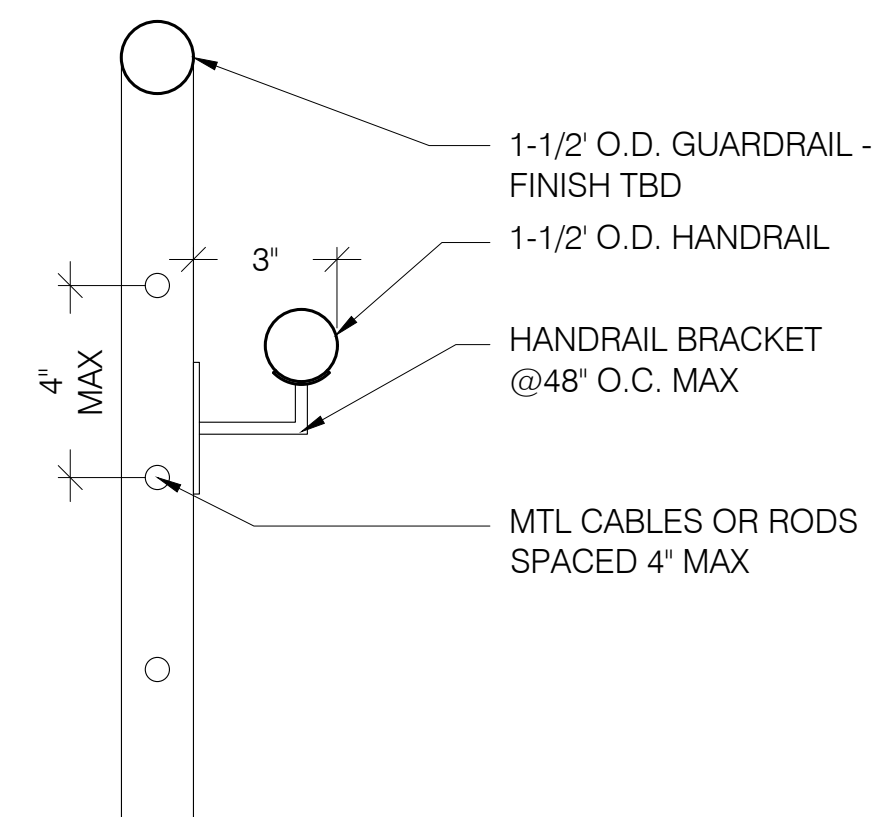 1-1/2' O.D. GUARDRAIL -
FINISH TBD
1-1/2' O.D. HANDRAIL
3"
HANDRAIL BRACKET
@48" O.C. MAX
4"
MAX
MTL CABLES OR RODS
SPACED 4" MAX